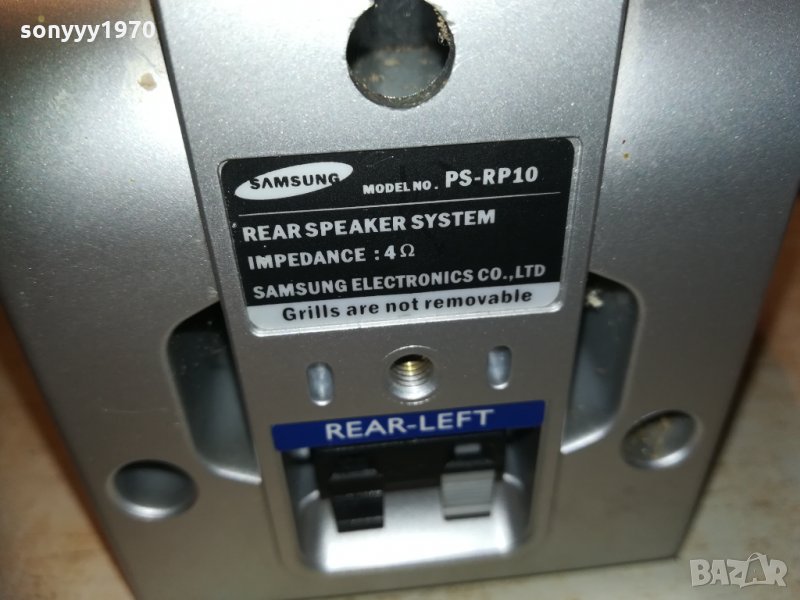 sonyyy1970
SAMSUNG MODEL NO. PS-RP10
REAR SPEAKER SYSTEM
IMPEDANCE : 4Ω
SAMSUNG ELECTRONICS CO., LTD
Grills are not removable
REAR-LEFT
BAZAR